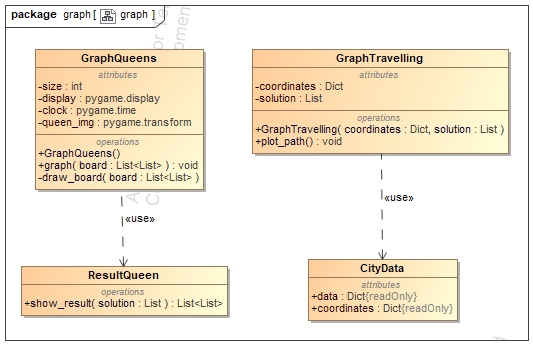 package graph [ graph ]
GraphQueens
attributes
-size : int
-display : pygame.display
-clock : pygame.time
-queen_img : pygame.transform
operations
+GraphQueens()
+graph( board : List<List> ) : void
-draw_board( board : List<List> )
GraphTravelling
attributes
-coordinates : Dict
-solution : List
operations
+GraphTravelling( coordinates : Dict, solution : List )
+plot_path() : void
«use»
«use»
ResultQueen
operations
+show_result( solution : List ) : List<List>
CityData
attributes
+data : Dict{readOnly}
+coordinates : Dict{readOnly}